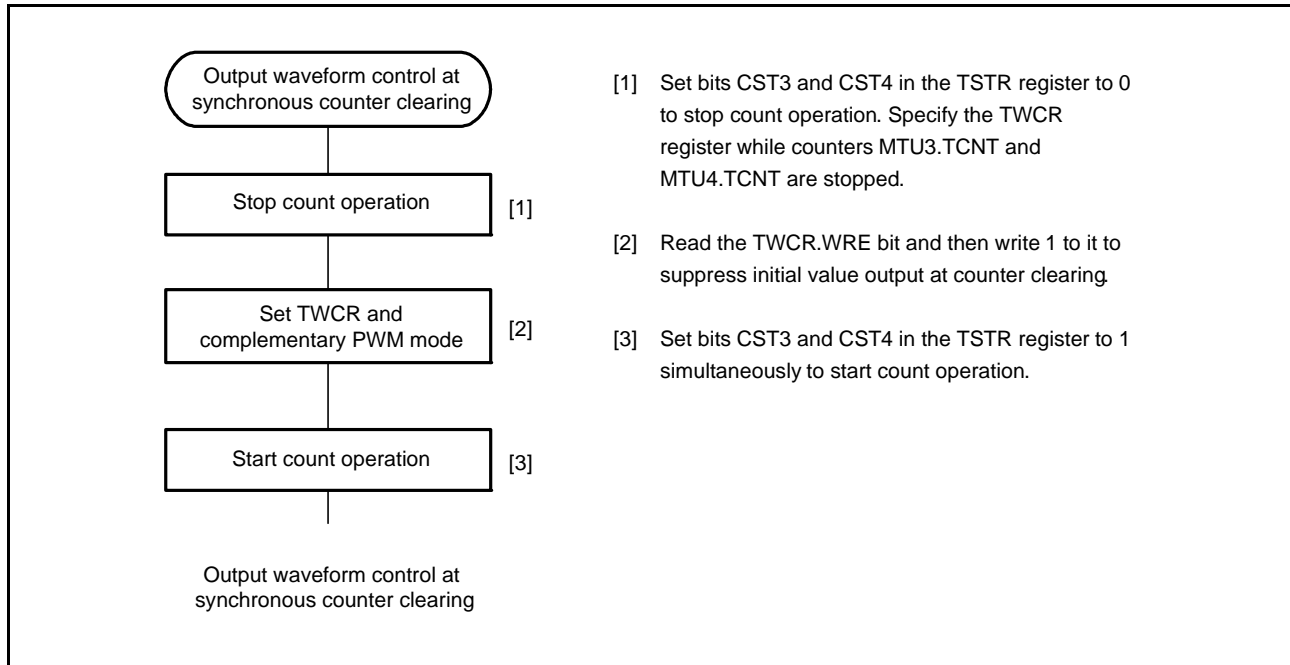 Output waveform control at
synchronous counter clearing
Stop count operation
[1]
Set TWCR and
complementary PWM mode
[2]
Start count operation
[3]
Output waveform control at
synchronous counter clearing
[1] Set bits CST3 and CST4 in the TSTR register to 0
to stop count operation. Specify the TWCR
register while counters MTU3.TCNT and
MTU4.TCNT are stopped.
[2] Read the TWCR.WRE bit and then write 1 to it to
suppress initial value output at counter clearing.
[3] Set bits CST3 and CST4 in the TSTR register to 1
simultaneously to start count operation.